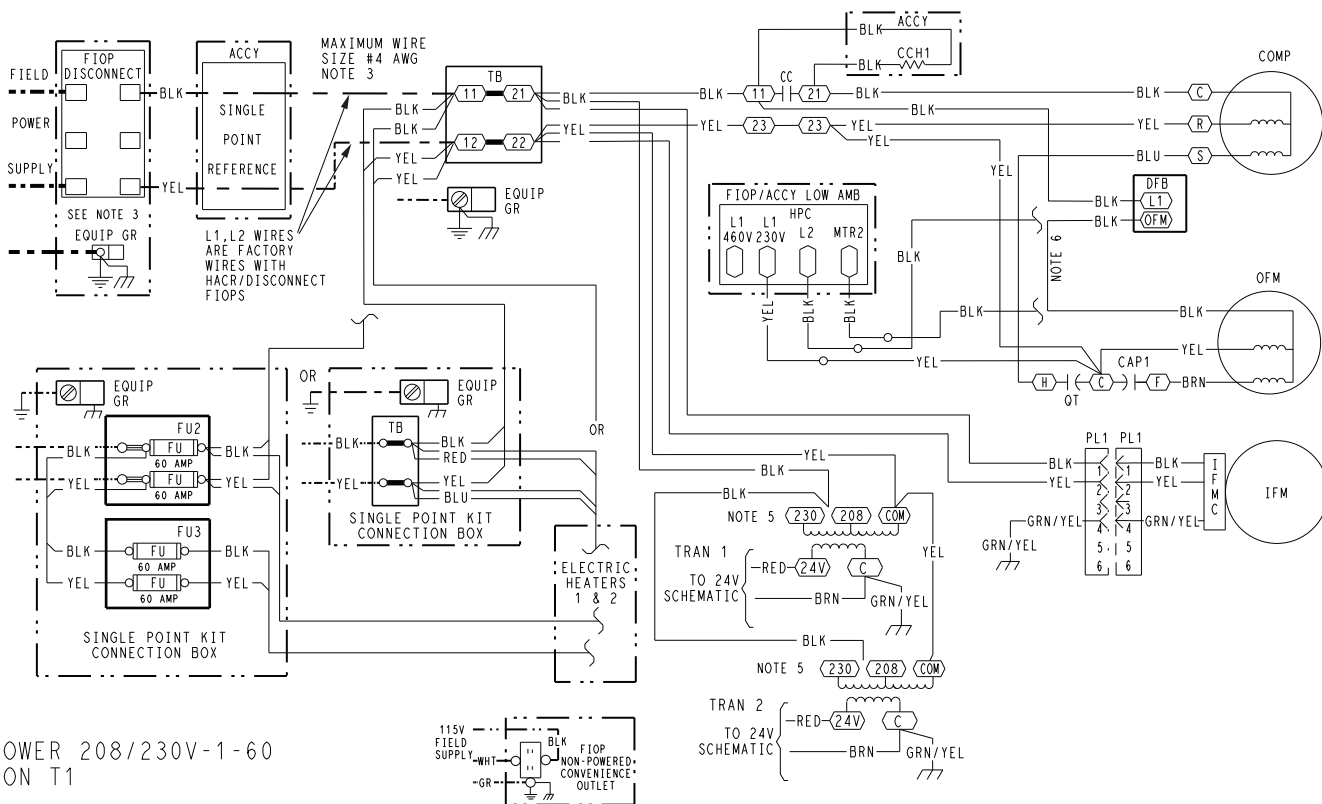 FIELD
POWER
SUPPLY
FIOP
DISCONNECT
SEE NOTE 3
EQUIP GR
BLK
YEL
ACCY
SINGLE
POINT
REFERENCE
MAXIMUM WIRE
SIZE #4 AWG
NOTE 3
L1,L2 WIRES
ARE FACTORY
WIRES WITH
HACR/DISCONNECT
FIOPS
TB
11 21
12 22
BLK
BLK
YEL
YEL
BLK
YEL
EQUIP
GR
ACCY
BLK
CCH1
BLK
CC
BLK 11 21 BLK
BLK
YEL 23 23 YEL
YEL
YEL
COMP
BLK C
YEL R
BLU S
DFB
BLK L1
BLK OFM
NOTE 6
FIOP/ACCY LOW AMB
HPC
L1
460V
L1
230V
L2
MTR2
YEL
BLK
BLK
BLK
BLK
YEL
OFM
BLK
YEL
CAP1
H C F BRN
QT
EQUIP
GR
FU2
BLK FU BLK
60 AMP
YEL FU YEL
60 AMP
FU3
BLK FU BLK
60 AMP
YEL FU YEL
60 AMP
SINGLE POINT KIT
CONNECTION BOX
OR
EQUIP
GR
TB
BLK BLK
RED
YEL YEL
BLU
SINGLE POINT KIT
CONNECTION BOX
OR
ELECTRIC
HEATERS
1 & 2
YEL
BLK
BLK
NOTE 5 230 208 COM
TRAN 1
RED 24V C
TO 24V
SCHEMATIC
BRN
GRN/YEL
YEL
BLK
NOTE 5 230 208 COM
TRAN 2
RED 24V C
TO 24V
SCHEMATIC
BRN
GRN/YEL
PL1 PL1
BLK 1 1 BLK
YEL 2 2 YEL
3 3
GRN/YEL 4 4 GRN/YEL
5 5
6 6
GRN/YEL
IFMC
IFM
115V
FIELD
SUPPLY
WHT
GR
BLK
FIOP
NON-POWERED
CONVENIENCE
OUTLET
OWER 208/230V-1-60
ON T1